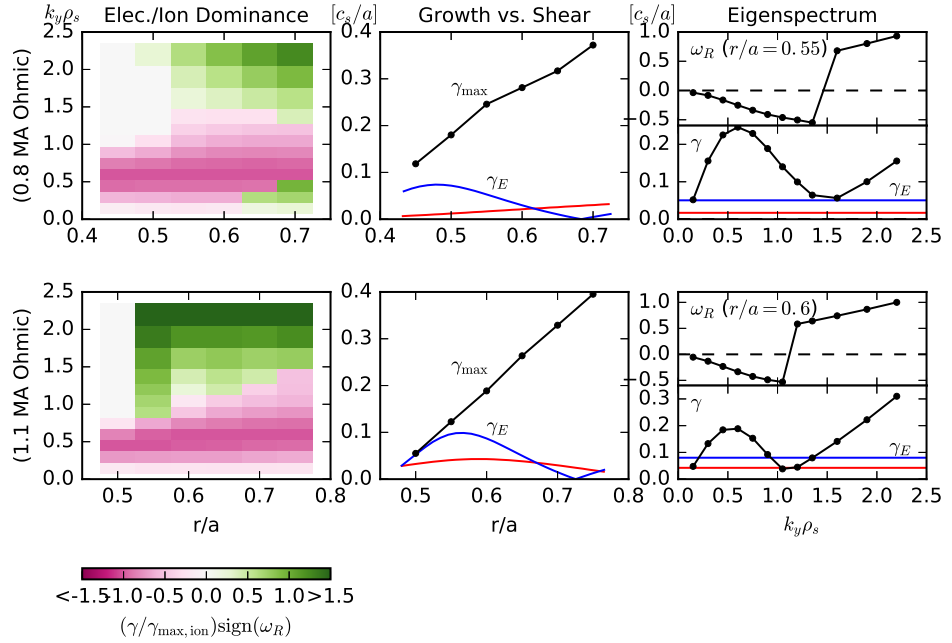 $k_y\rho_s$ Elec./Ion Dominance $[c_s/a]$ Growth vs. Shear $[c_s/a]$ Eigenspectrum
(0.8 MA Ohmic)
2.5
2.0
1.5
1.0
0.5
0.0
0.4 0.5 0.6 0.7
0.4
0.3
0.2
0.1
0.0
$\gamma_{\mathrm{max}}$
$\gamma_E$
0.4 0.5 0.6 0.7
1.0
0.5
0.0
0.5
$\omega_R$ $(r/a = 0.55)$
0.2
0.1
0.0
$\gamma$
$\gamma_E$
0.0 0.5 1.0 1.5 2.0 2.5
(1.1 MA Ohmic)
2.5
2.0
1.5
1.0
0.5
0.0
0.5 0.6 0.7 0.8
r/a
0.4
0.3
0.2
0.1
0.0
$\gamma_{\mathrm{max}}$
$\gamma_E$
0.4 0.5 0.6 0.7 0.8
r/a
1.0
0.5
0.0
0.5
$\omega_R$ $(r/a = 0.6)$
0.3
0.2
0.1
0.0
$\gamma$
$\gamma_E$
0.0 0.5 1.0 1.5 2.0 2.5
$k_y\rho_s$
<-1.5 -1.0 -0.5 0.0 0.5 1.0 >1.5
$(\gamma/\gamma_{\mathrm{max,ion}})\mathrm{sign}(\omega_R)$